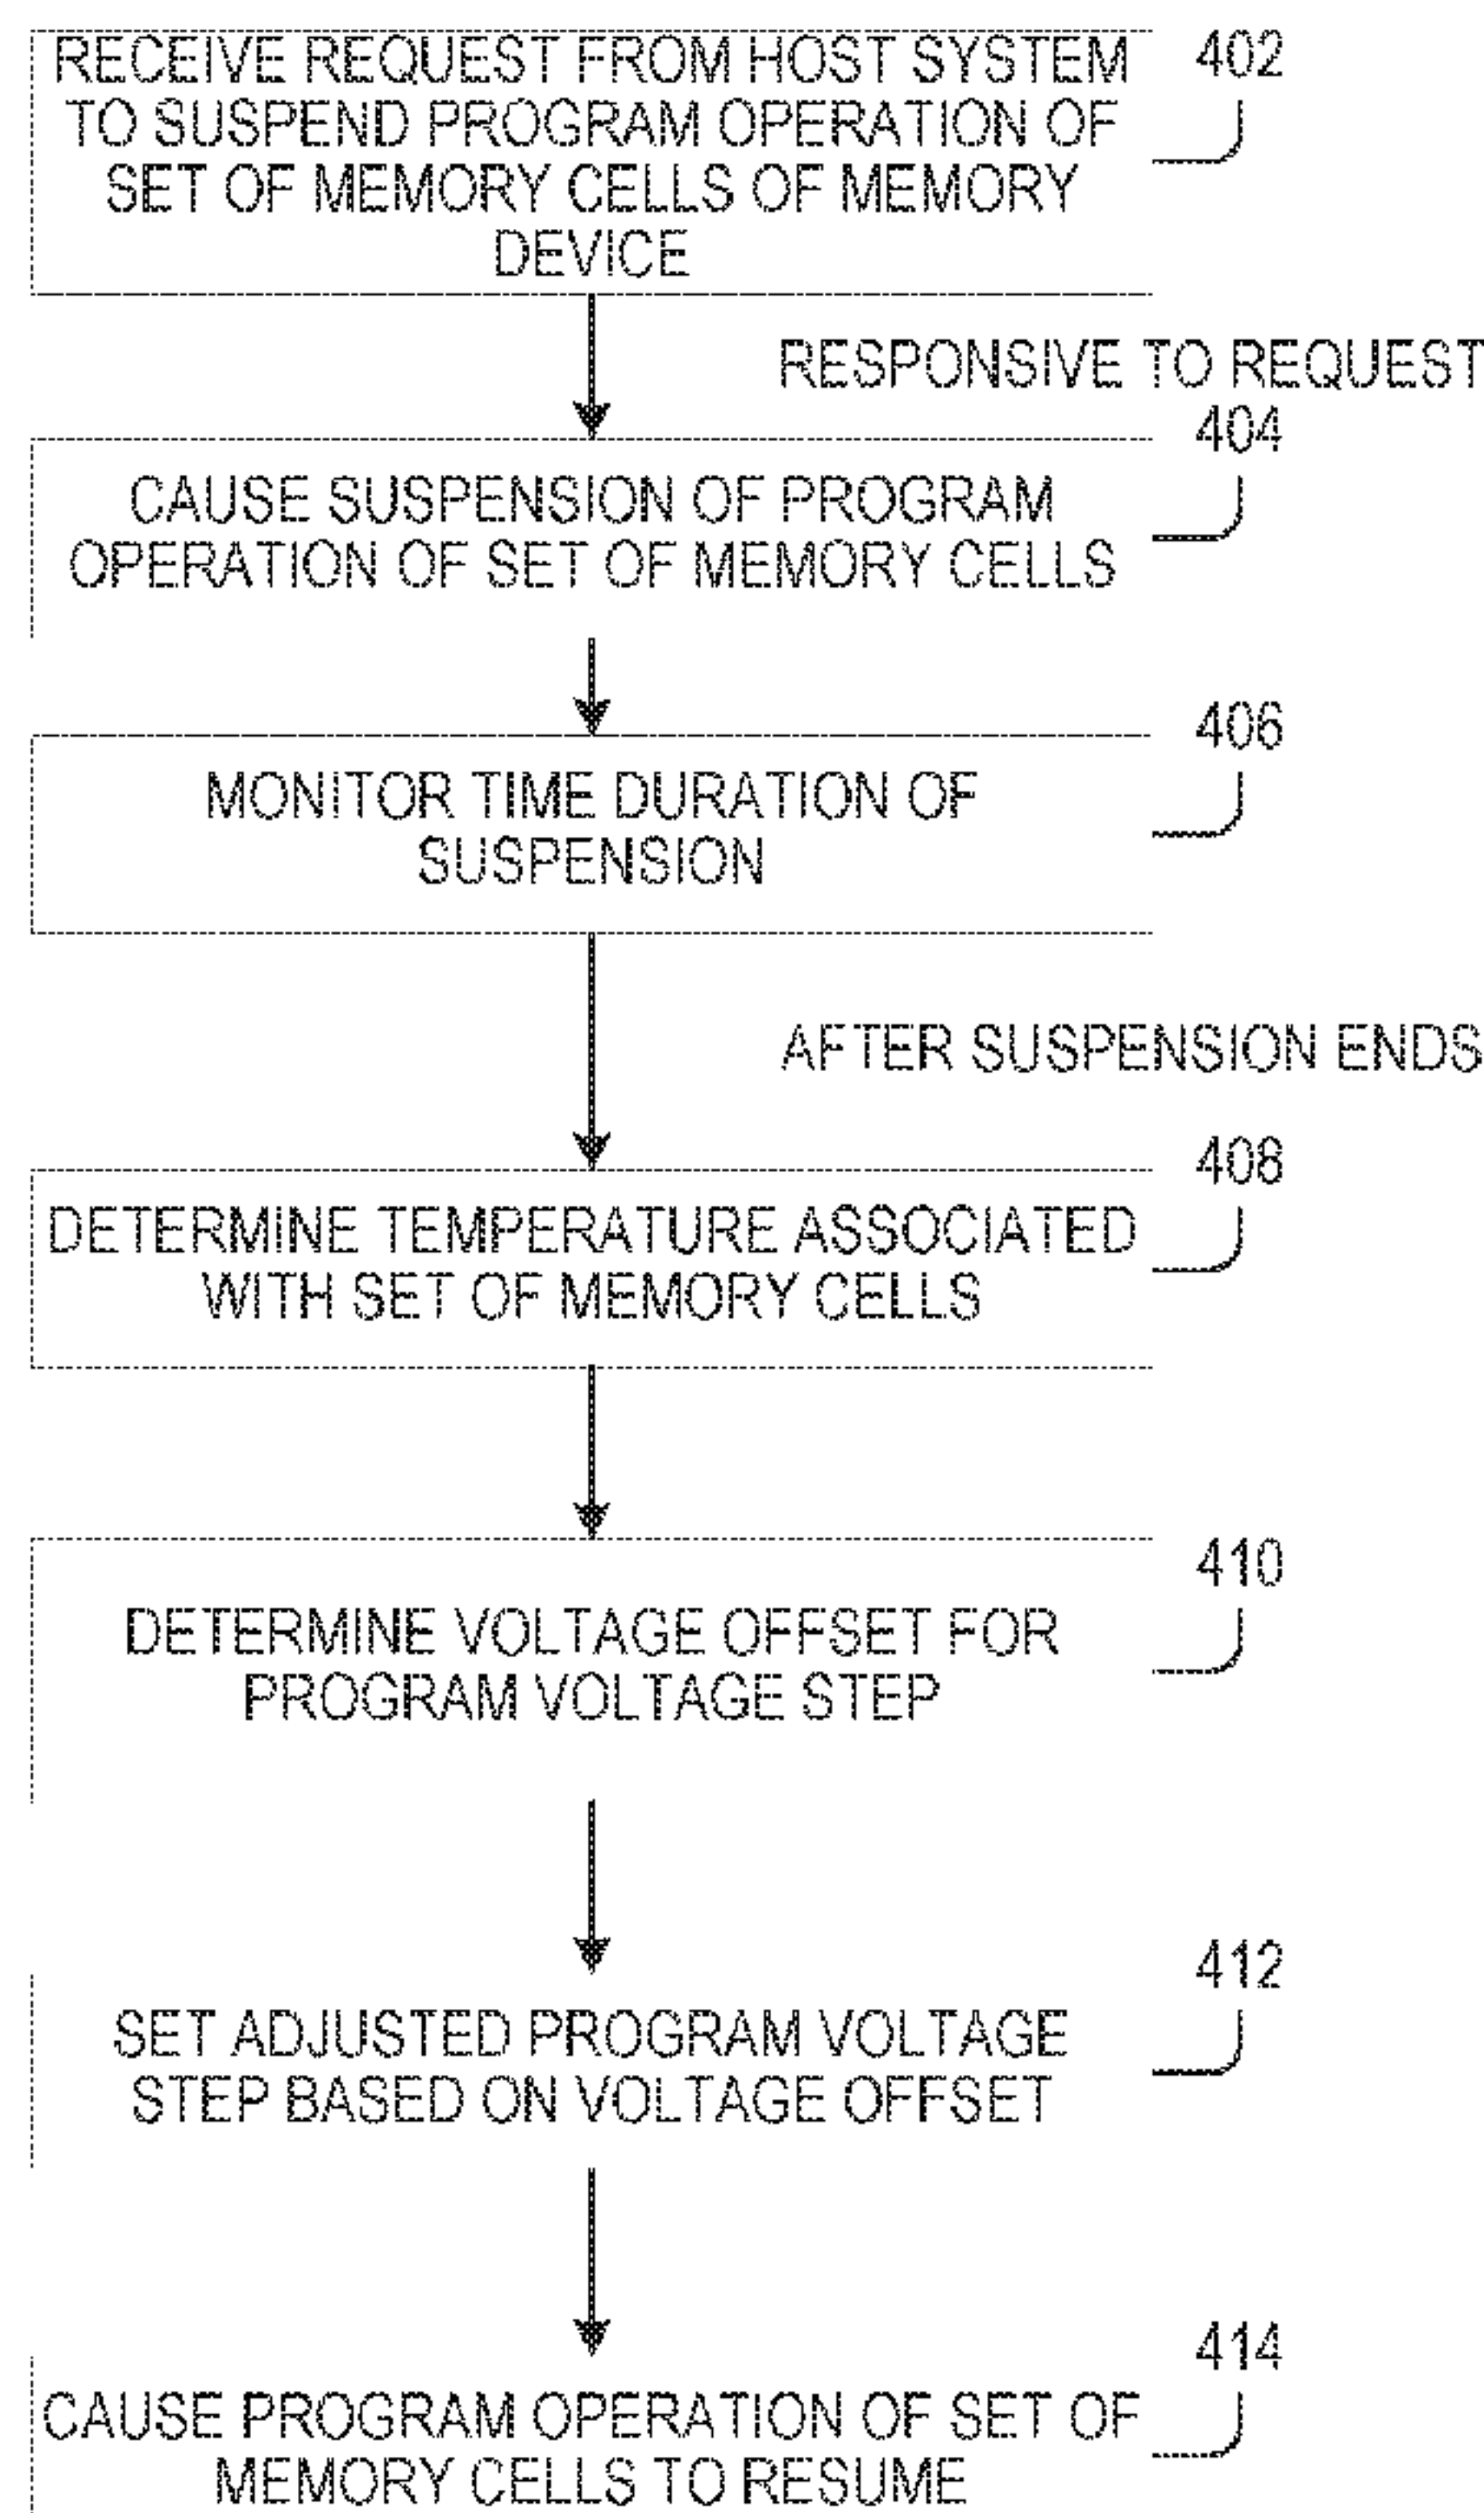 RECEIVE REQUEST FROM HOST SYSTEM
TO SUSPEND PROGRAM OPERATION OF
SET OF MEMORY CELLS OF MEMORY
DEVICE
402
RESPONSIVE TO REQUEST
404
CAUSE SUSPENSION OF PROGRAM
OPERATION OF SET OF MEMORY CELLS
406
MONITOR TIME DURATION OF
SUSPENSION
AFTER SUSPENSION ENDS
408
DETERMINE TEMPERATURE ASSOCIATED
WITH SET OF MEMORY CELLS
410
DETERMINE VOLTAGE OFFSET FOR
PROGRAM VOLTAGE STEP
412
SET ADJUSTED PROGRAM VOLTAGE
STEP BASED ON VOLTAGE OFFSET
414
CAUSE PROGRAM OPERATION OF SET OF
MEMORY CELLS TO RESUME